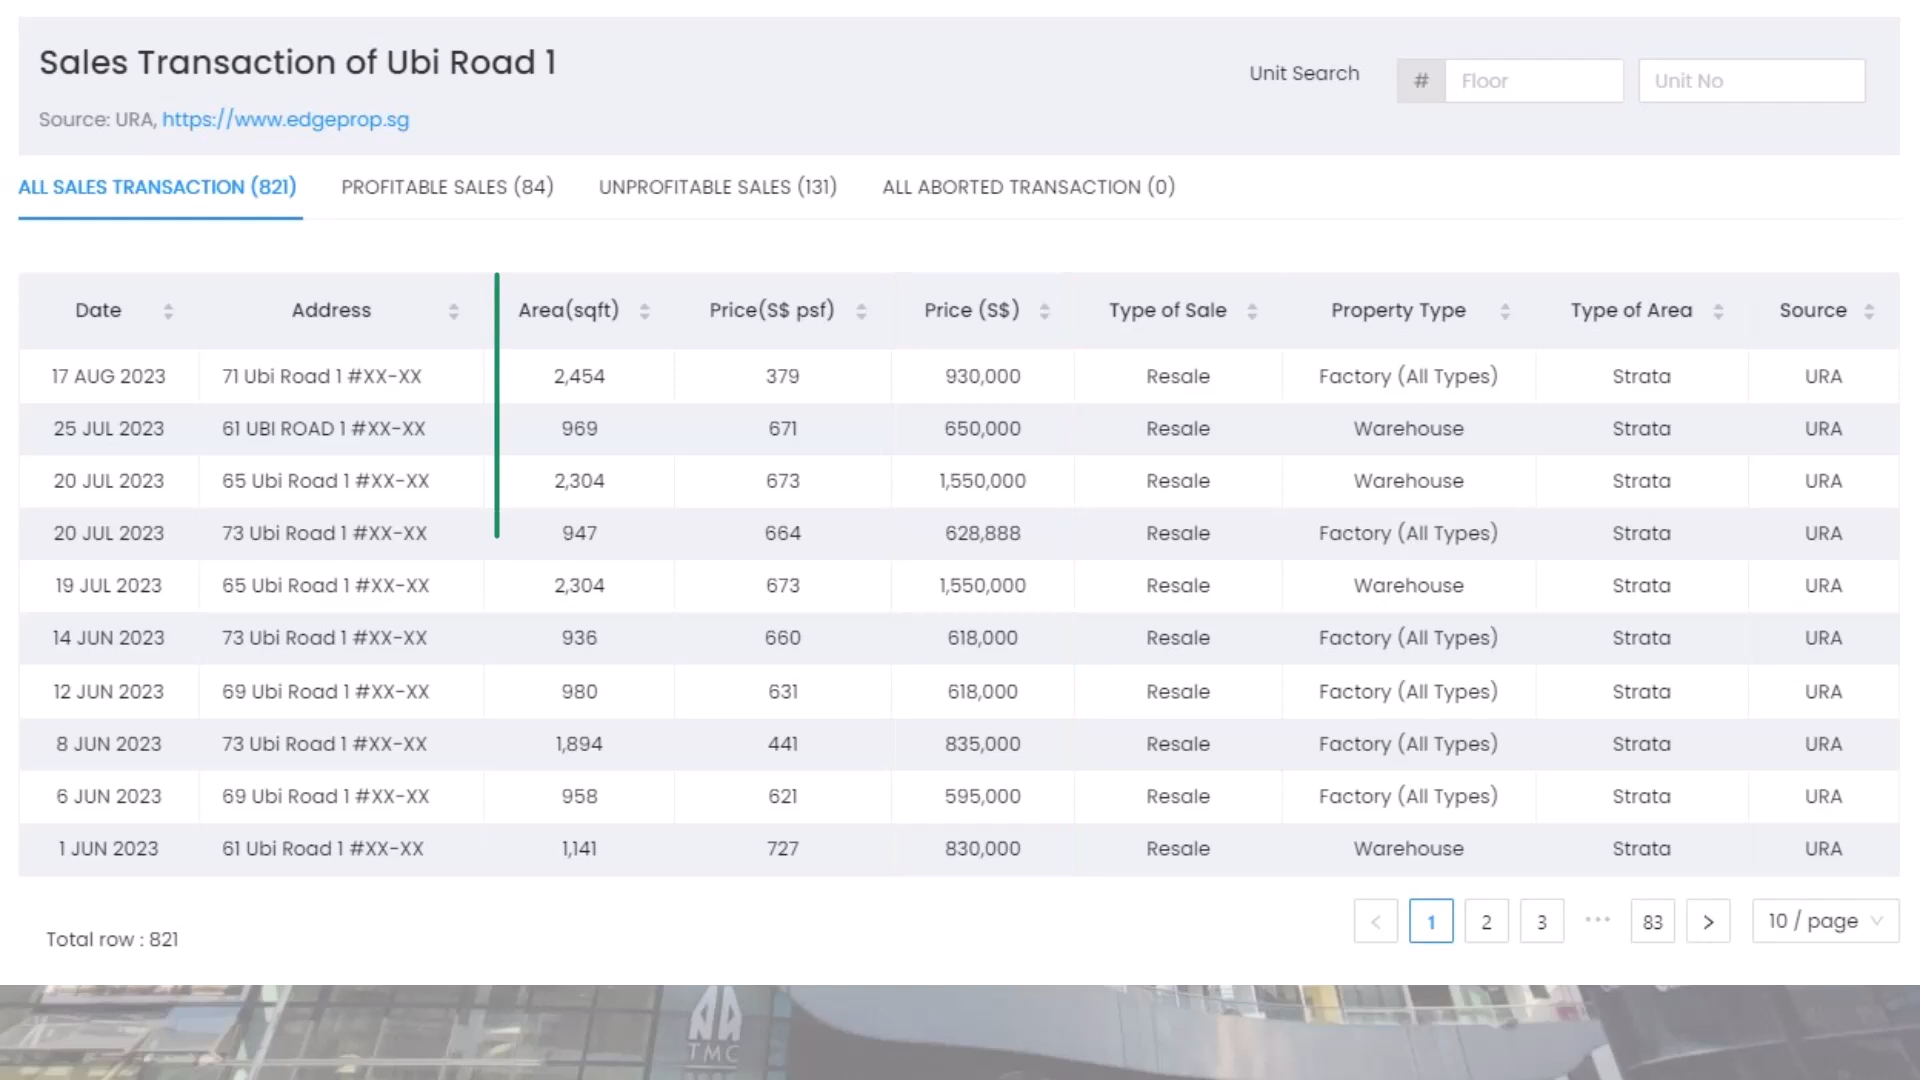 Sales Transaction of Ubi Road 1
Unit Search # Floor Unit No
Source: URA, https://www.edgeprop.sg
ALL SALES TRANSACTION (821) PROFITABLE SALES (84) UNPROFITABLE SALES (131) ALL ABORTED TRANSACTION (0)
Date Address Area(sqft) Price(S$ psf) Price (S$) Type of Sale Property Type Type of Area Source
17 AUG 2023 71 Ubi Road 1 #XX-XX 2,454 379 930,000 Resale Factory (All Types) Strata URA
25 JUL 2023 61 UBI ROAD 1 #XX-XX 969 671 650,000 Resale Warehouse Strata URA
20 JUL 2023 65 Ubi Road 1 #XX-XX 2,304 673 1,550,000 Resale Warehouse Strata URA
20 JUL 2023 73 Ubi Road 1 #XX-XX 947 664 628,888 Resale Factory (All Types) Strata URA
19 JUL 2023 65 Ubi Road 1 #XX-XX 2,304 673 1,550,000 Resale Warehouse Strata URA
14 JUN 2023 73 Ubi Road 1 #XX-XX 936 660 618,000 Resale Factory (All Types) Strata URA
12 JUN 2023 69 Ubi Road 1 #XX-XX 980 631 618,000 Resale Factory (All Types) Strata URA
8 JUN 2023 73 Ubi Road 1 #XX-XX 1,894 441 835,000 Resale Factory (All Types) Strata URA
6 JUN 2023 69 Ubi Road 1 #XX-XX 958 621 595,000 Resale Factory (All Types) Strata URA
1 JUN 2023 61 Ubi Road 1 #XX-XX 1,141 727 830,000 Resale Warehouse Strata URA
< 1 2 3 ••• 83 > 10 / page
Total row : 821
TMC